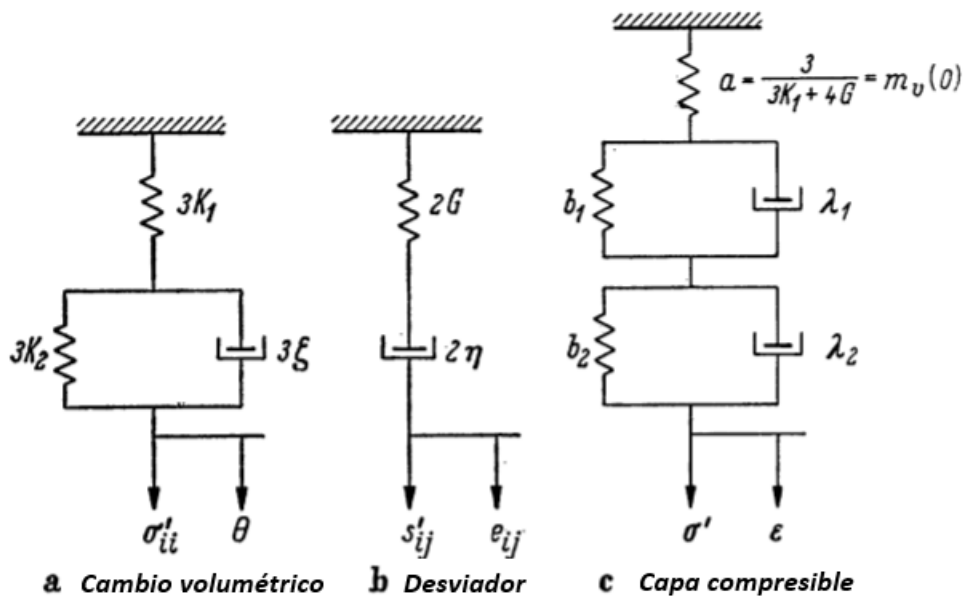 a = 3 / 3K₁ + 4G = m_v(0)
3K₁
2G
b₁
λ₁
3K₂
3ξ
2η
b₂
λ₂
σ'ᵢᵢ
θ
s'ᵢⱼ
eᵢⱼ
σ'
ε
a Cambio volumétrico
b Desviador
c Capa compresible